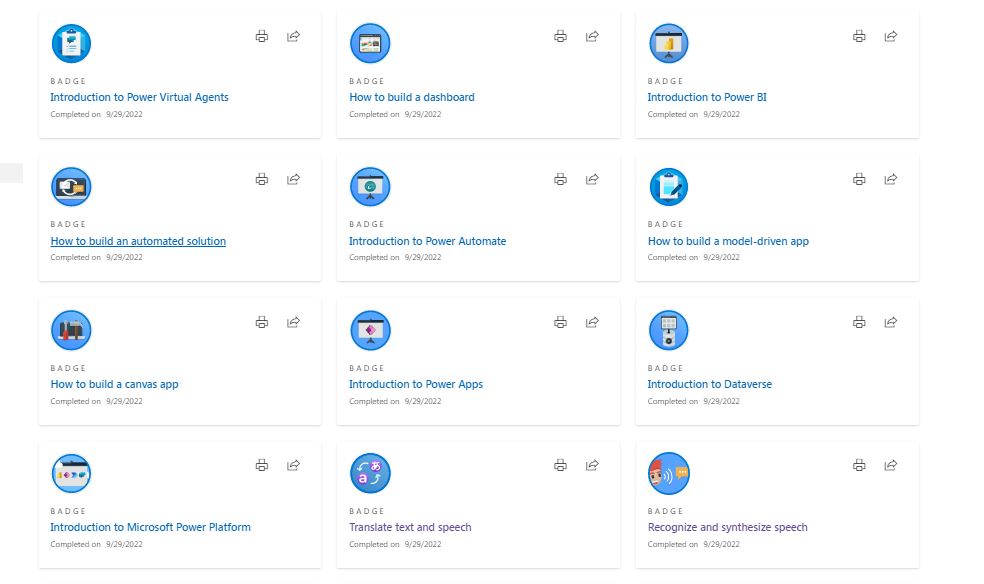 BADGE
Introduction to Power Virtual Agents
Completed on 9/29/2022
BADGE
How to build a dashboard
Completed on 9/29/2022
BADGE
Introduction to Power BI
Completed on 9/29/2022
BADGE
How to build an automated solution
Completed on 9/29/2022
BADGE
Introduction to Power Automate
Completed on 9/29/2022
BADGE
How to build a model-driven app
Completed on 9/29/2022
BADGE
How to build a canvas app
Completed on 9/29/2022
BADGE
Introduction to Power Apps
Completed on 9/29/2022
BADGE
Introduction to Dataverse
Completed on 9/29/2022
BADGE
Introduction to Microsoft Power Platform
Completed on 9/29/2022
あ
a
BADGE
Translate text and speech
Completed on 9/29/2022
BADGE
Recognize and synthesize speech
Completed on 9/29/2022